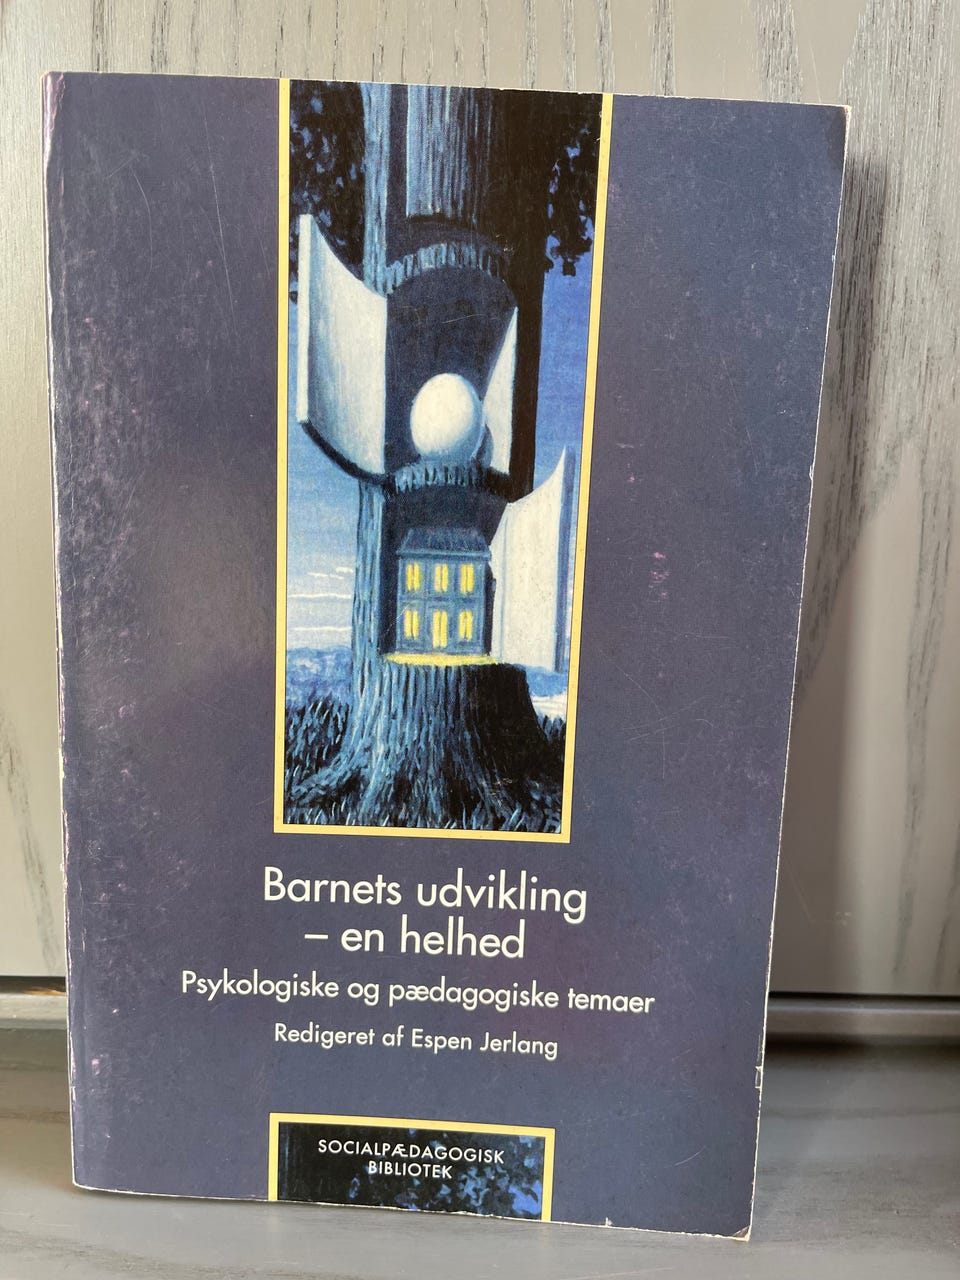 Barnets udvikling
– en helhed
Psykologiske og pædagogiske temaer
Redigeret af Espen Jerlang
SOCIALPÆDAGOGISK
BIBLIOTEK